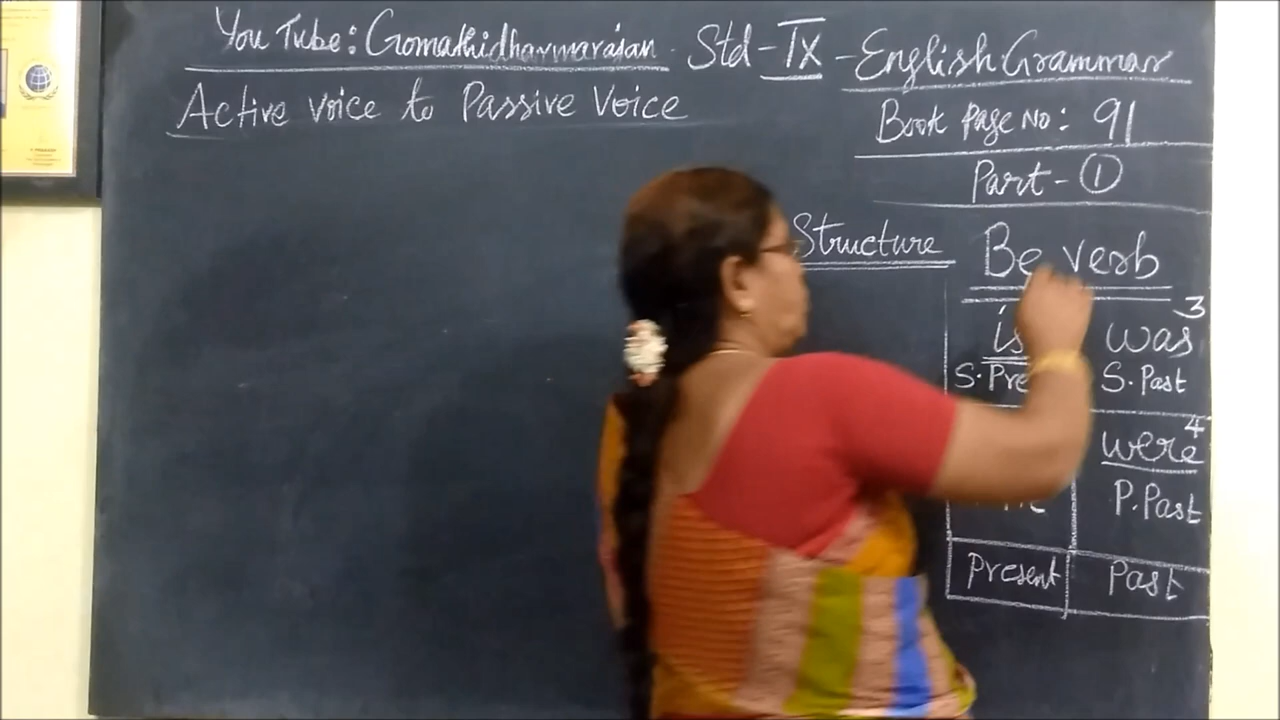 You Tube: Gomathidharmarajan Std - IX - English Grammar
Active voice to Passive Voice
Book Page No: 91
Part - ①
Structure Be verb
is was 3
S. Pre S. Past
were 4
P. Past
Present Past